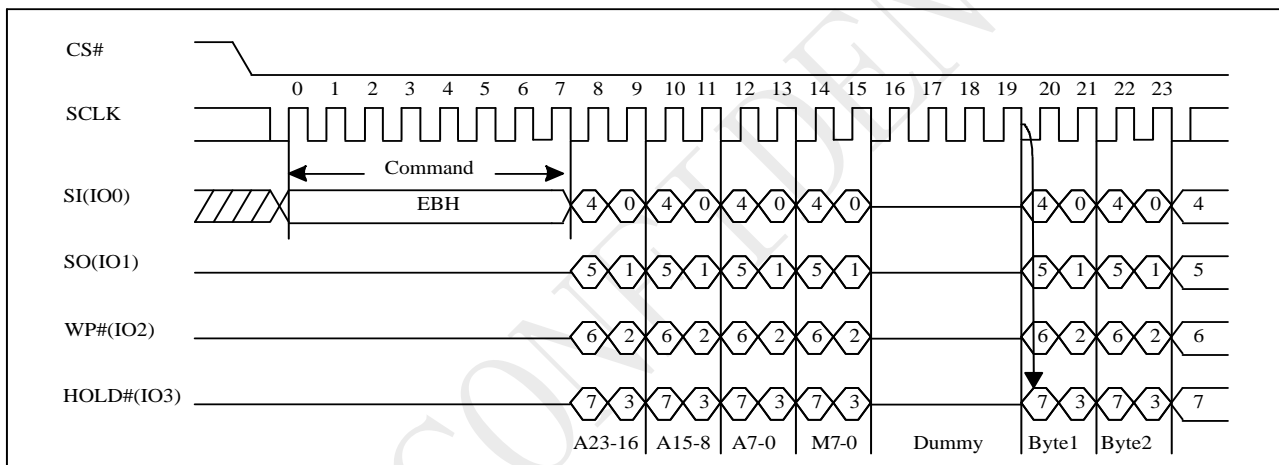 CS#
0 1 2 3 4 5 6 7 8 9 10 11 12 13 14 15 16 17 18 19 20 21 22 23
SCLK
Command
SI(IO0) EBH 4 0 4 0 4 0 4 0 4 0 4 0 4
SO(IO1) 5 1 5 1 5 1 5 1 5 1 5 1 5
WP#(IO2) 6 2 6 2 6 2 6 2 6 2 6 2 6
HOLD#(IO3) 7 3 7 3 7 3 7 3 7 3 7 3 7
A23-16 A15-8 A7-0 M7-0 Dummy Byte1 Byte2
CONFIDEN